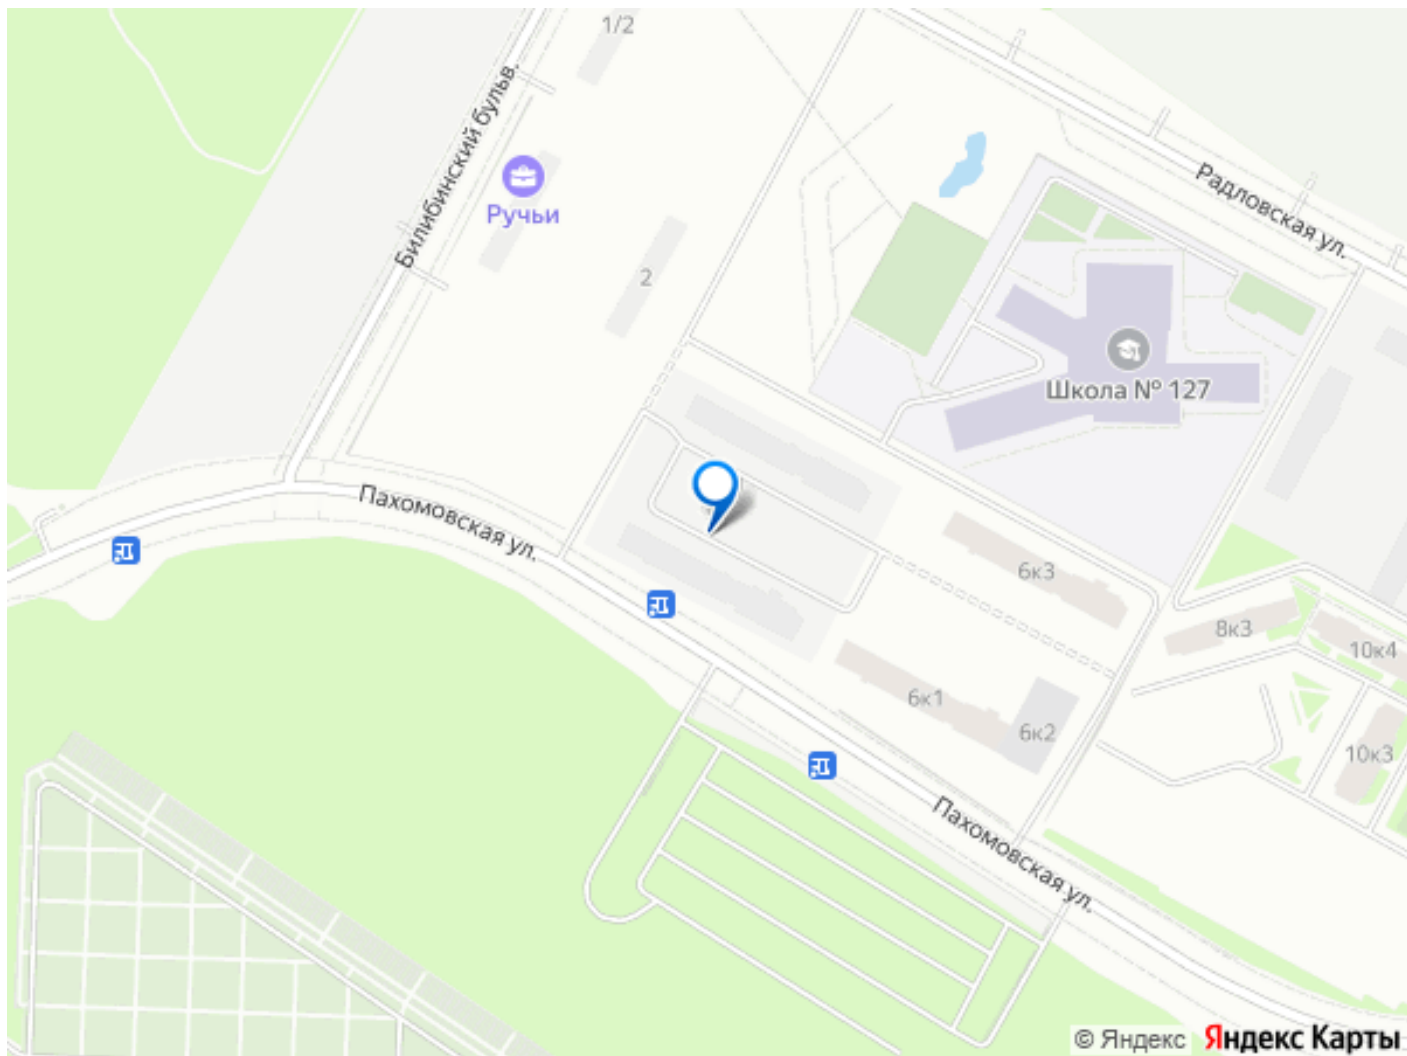 1/2
Билибинский бульв.
Ручьи
Радловская ул.
2
Школа № 127
Пахомовская ул.
6к3
8к3
10к4
6к1
6к2
10к3
Пахомовская ул.
© Яндекс Яндекс Карты